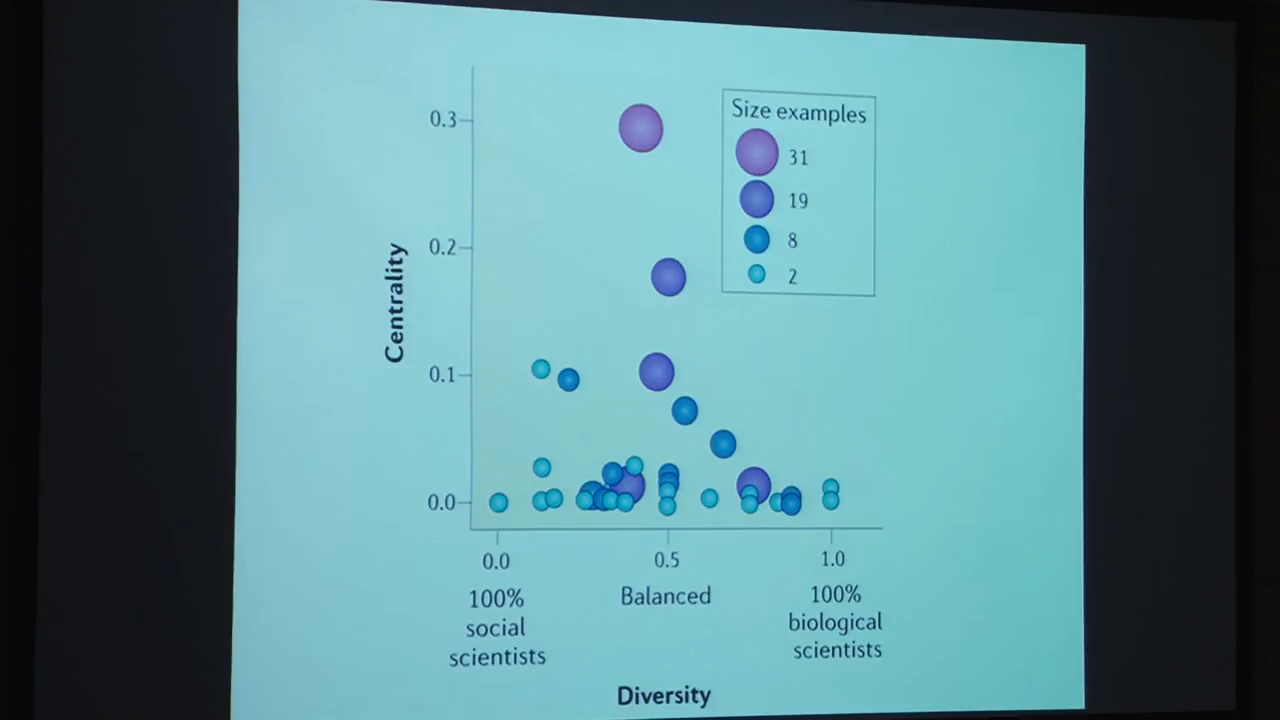 Size examples
31
19
8
2
0.3
0.2
0.1
0.0
Centrality
0.0
0.5
1.0
100%
social
scientists
Balanced
100%
biological
scientists
Diversity